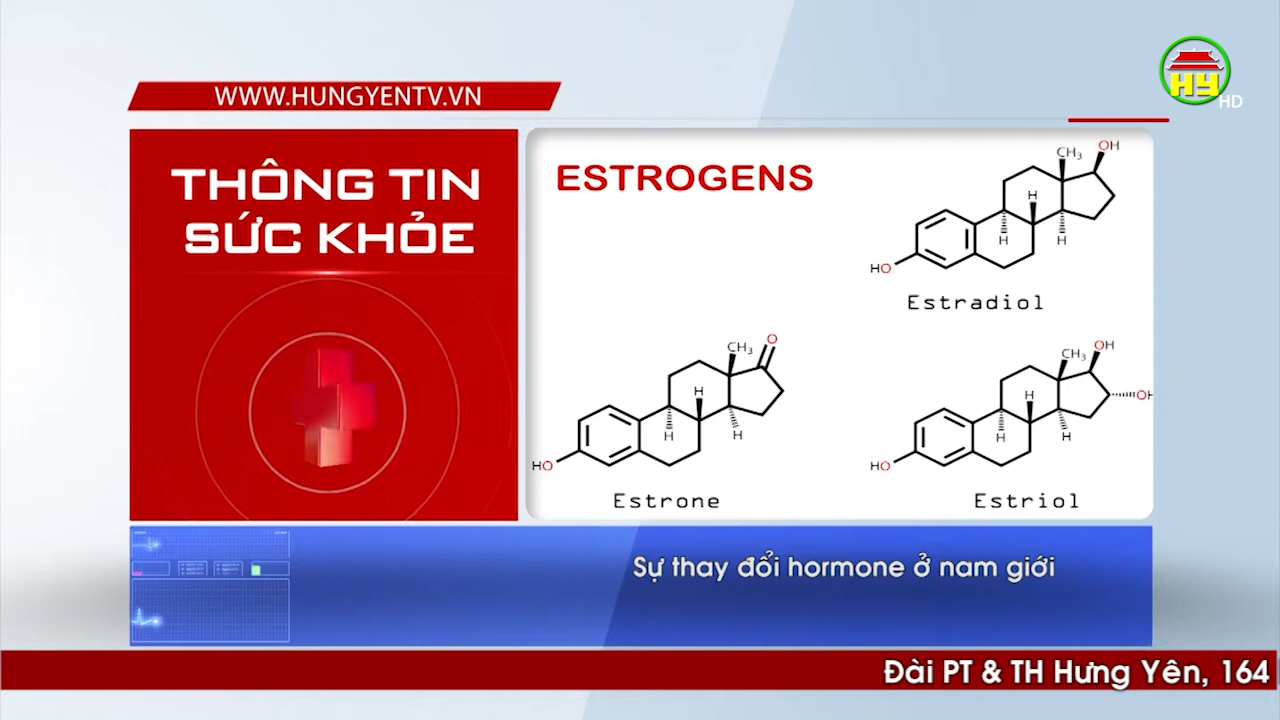 HY
HD
WWW.HUNGYENTV.VN
THÔNG TIN
SỨC KHỎE
ESTROGENS
CH3
OH
H
H
H
HO
Estradiol
CH3
O
H
H
H
HO
Estrone
CH3
OH
OH
H
H
H
HO
Estriol
Sự thay đổi hormone ở nam giới
Đài PT & TH Hưng Yên, 164